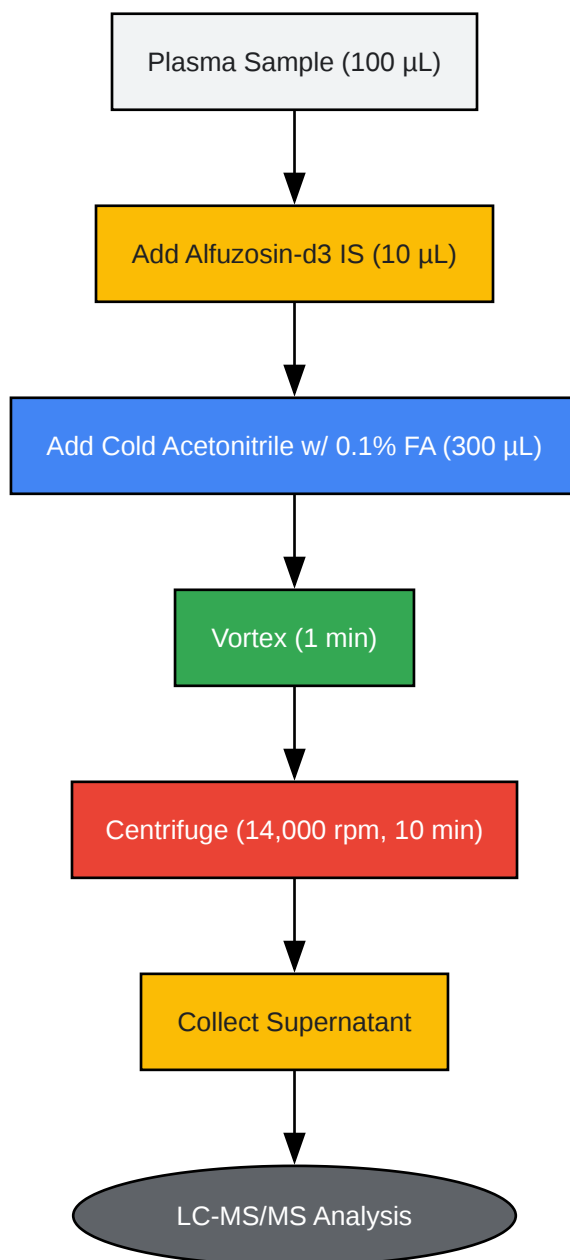 Plasma Sample (100 µL)
Add Alfuzosin-d3 IS (10 µL)
Add Cold Acetonitrile w/ 0.1% FA (300 µL)
Vortex (1 min)
Centrifuge (14,000 rpm, 10 min)
Collect Supernatant
LC-MS/MS Analysis